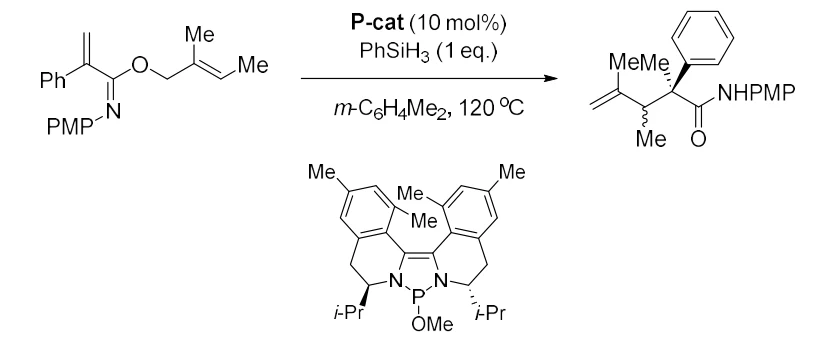 Ph
O
Me
Me
N
PMP
P-cat (10 mol%)
PhSiH₃ (1 eq.)
m-C₆H₄Me₂, 120 ⁰C
MeMe
NHPMP
Me
O
Me
Me
Me
Me
N
P
N
i-Pr
OMe
i-Pr